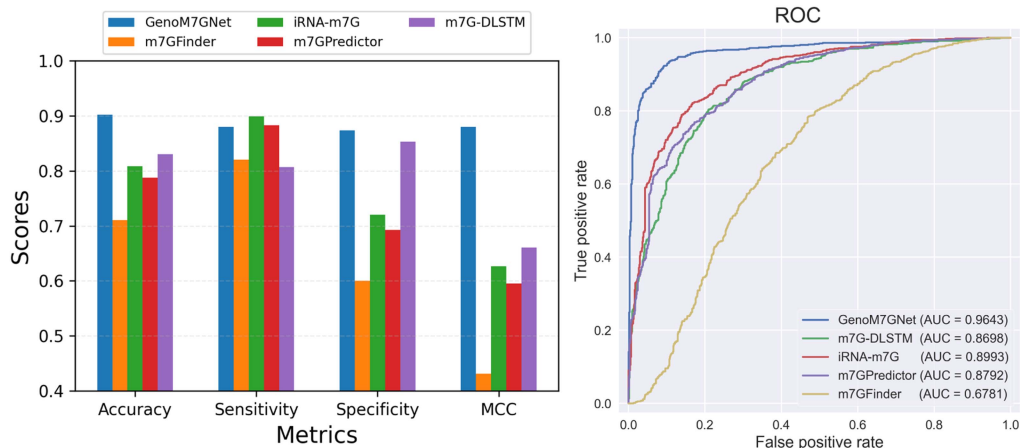 GenoM7GNet
iRNA-m7G
m7G-DLSTM
m7GFinder
m7GPredictor
1.0
0.9
0.8
0.7
0.6
0.5
0.4
Scores
Accuracy
Sensitivity
Specificity
MCC
Metrics
ROC
1.0
0.8
0.6
0.4
0.2
0.0
True positive rate
GenoM7GNet (AUC = 0.9643)
m7G-DLSTM (AUC = 0.8698)
iRNA-m7G (AUC = 0.8993)
m7GPredictor (AUC = 0.8792)
m7GFinder (AUC = 0.6781)
0.0
0.2
0.4
0.6
0.8
1.0
False positive rate